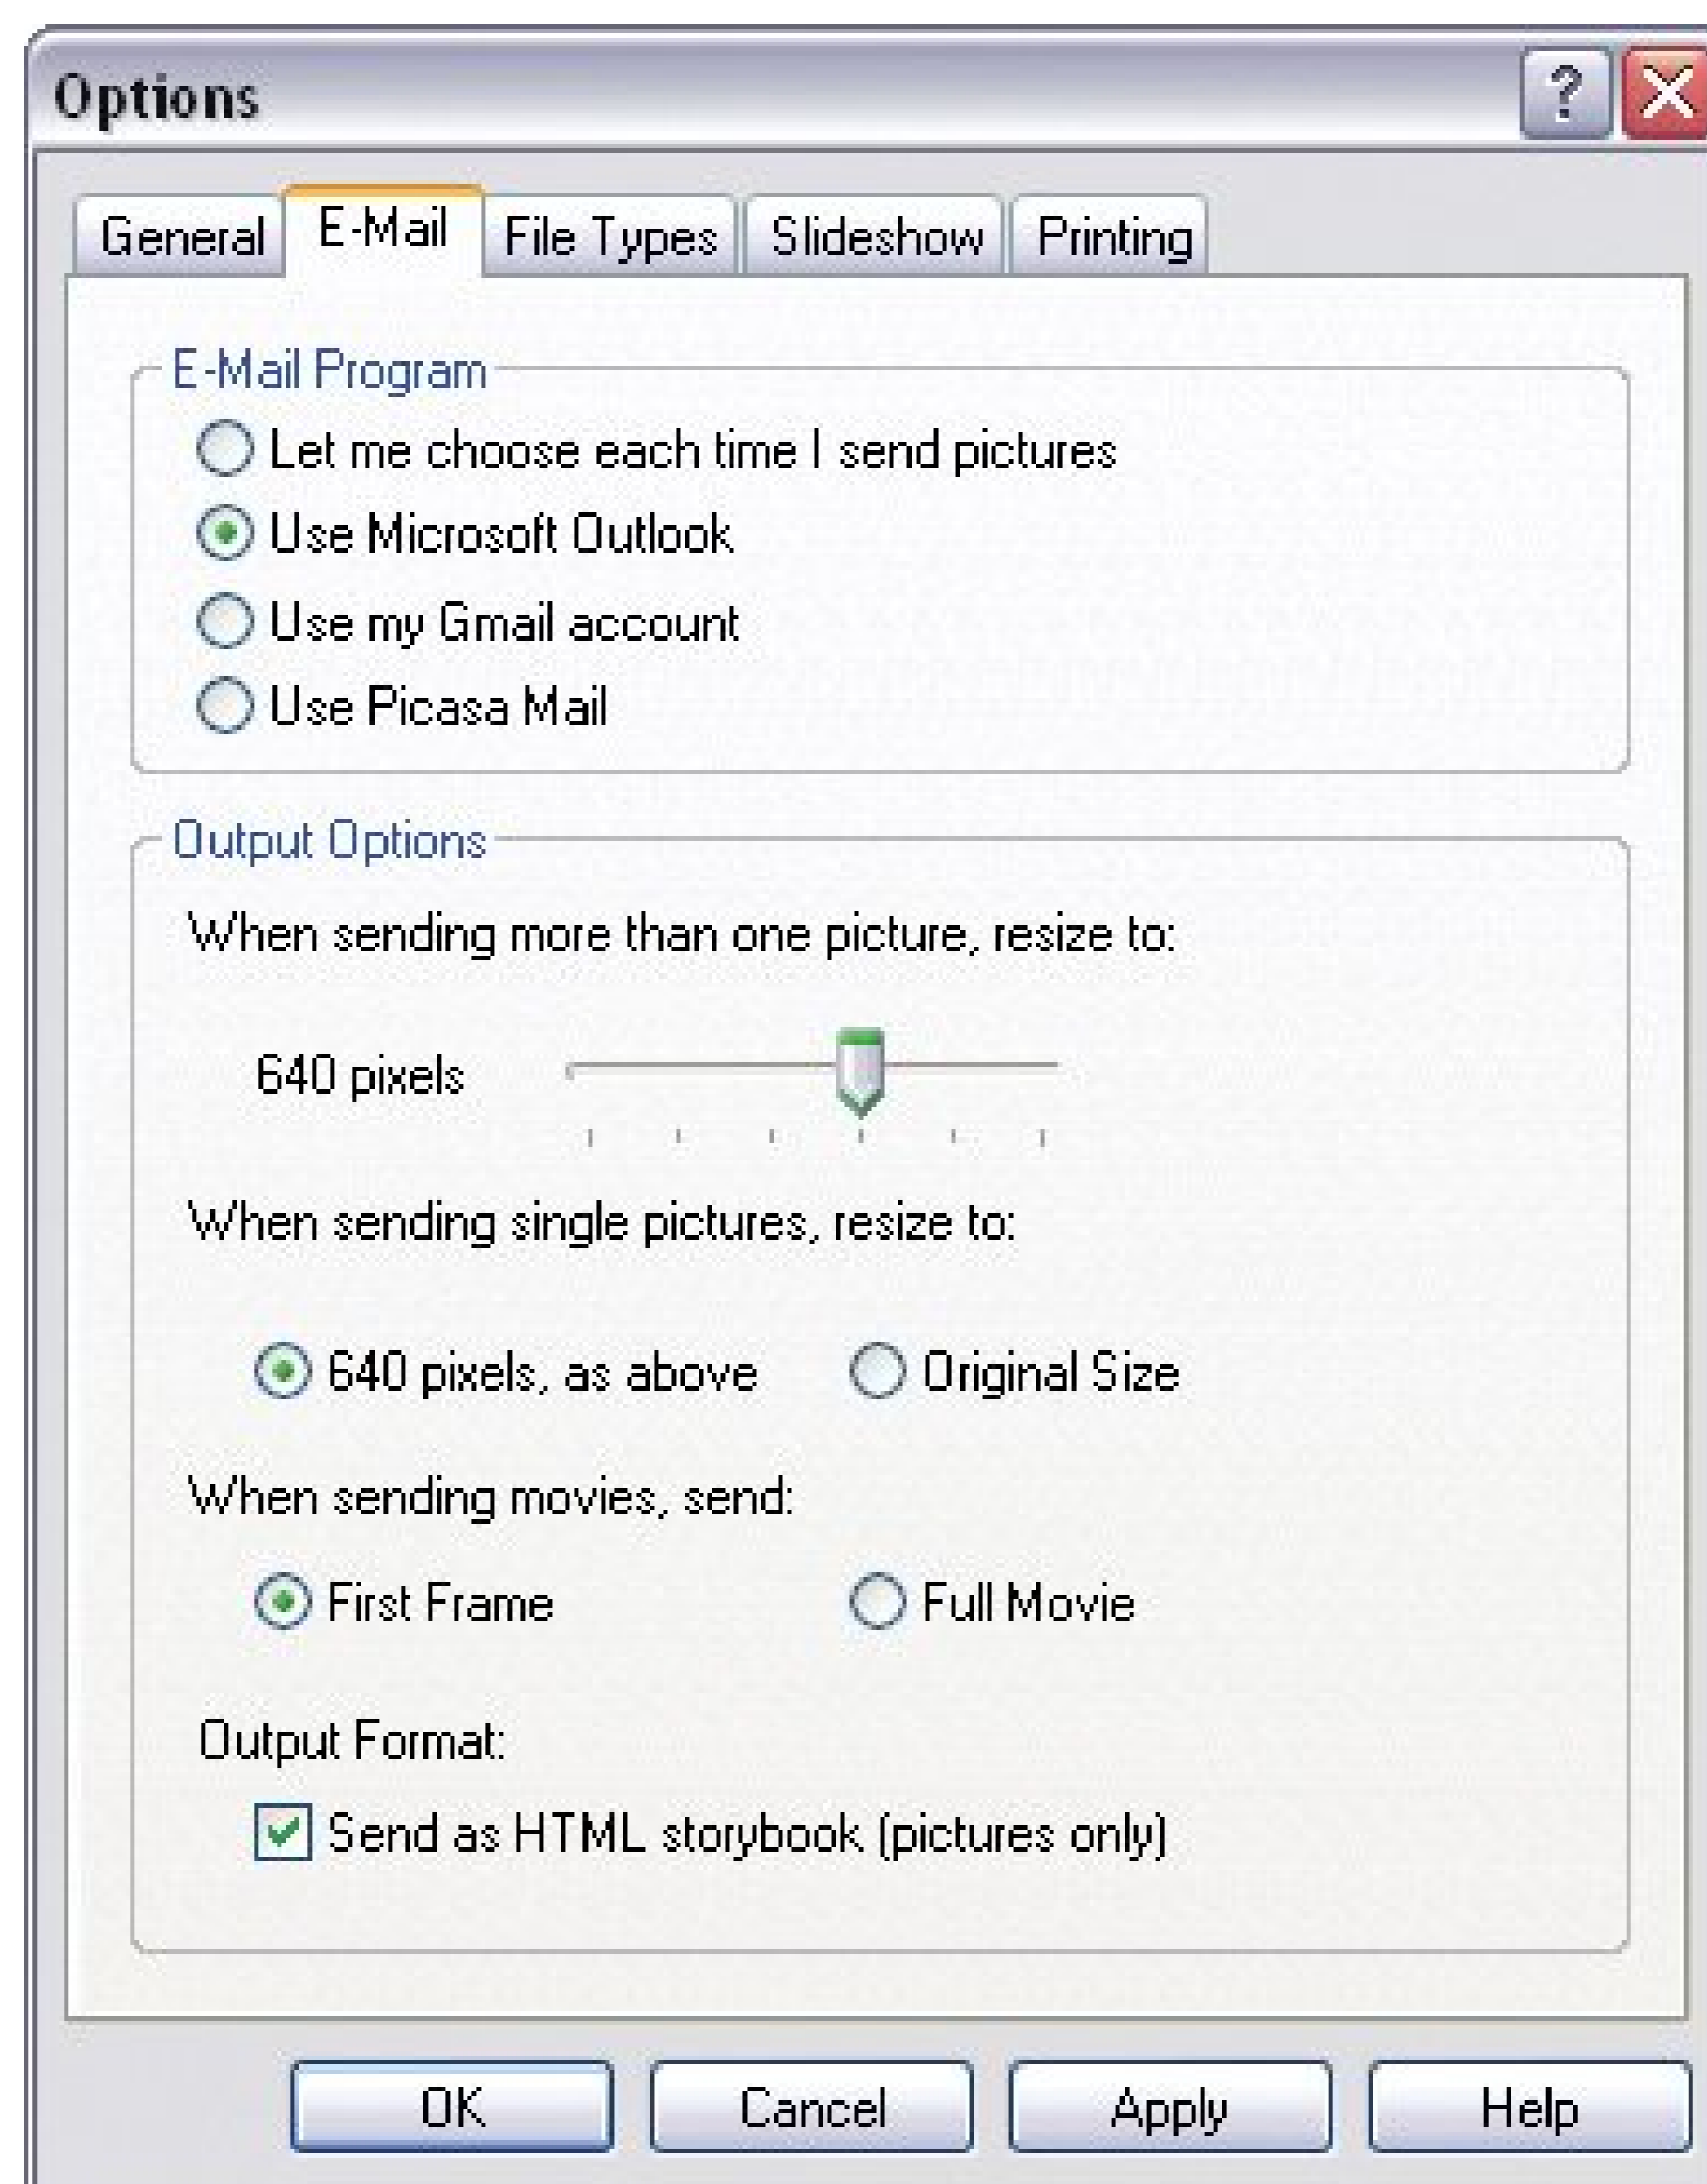 Options
General E-Mail File Types Slideshow Printing
E-Mail Program
Let me choose each time I send pictures
Use Microsoft Outlook
Use my Gmail account
Use Picasa Mail
Output Options
When sending more than one picture, resize to:
640 pixels
When sending single pictures, resize to:
640 pixels, as above Original Size
When sending movies, send:
First Frame Full Movie
Output Format:
Send as HTML storybook (pictures only)
OK Cancel Apply Help